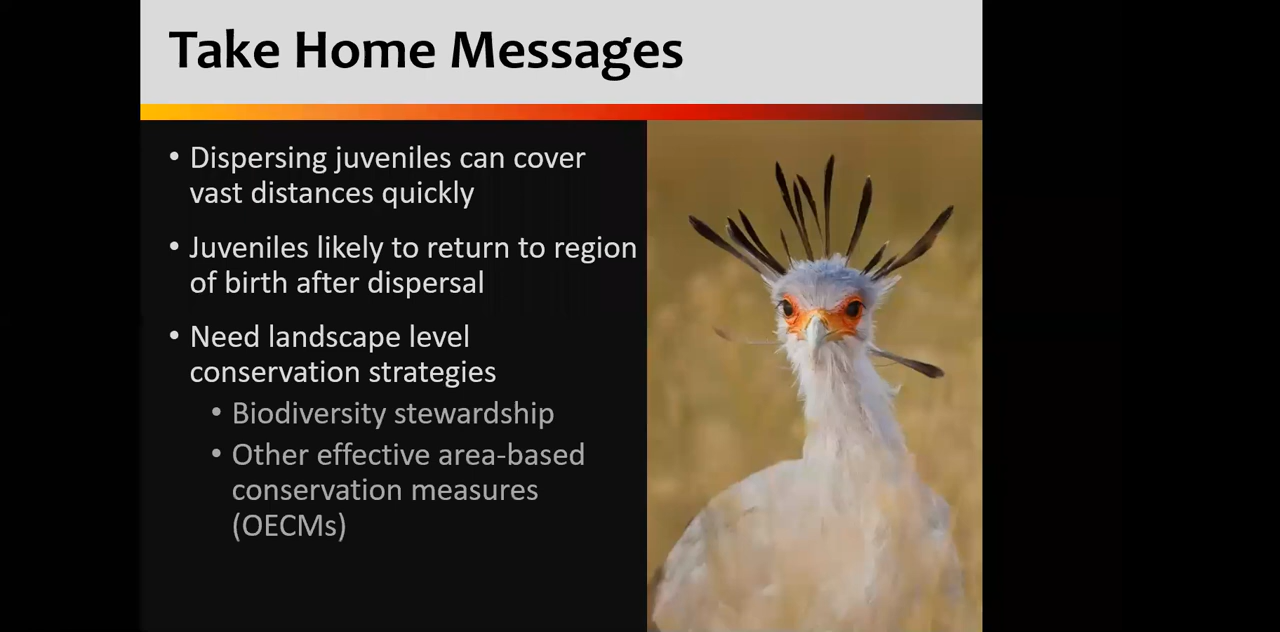 Take Home Messages
• Dispersing juveniles can cover
vast distances quickly
• Juveniles likely to return to region
of birth after dispersal
• Need landscape level
conservation strategies
• Biodiversity stewardship
• Other effective area-based
conservation measures
(OECMs)